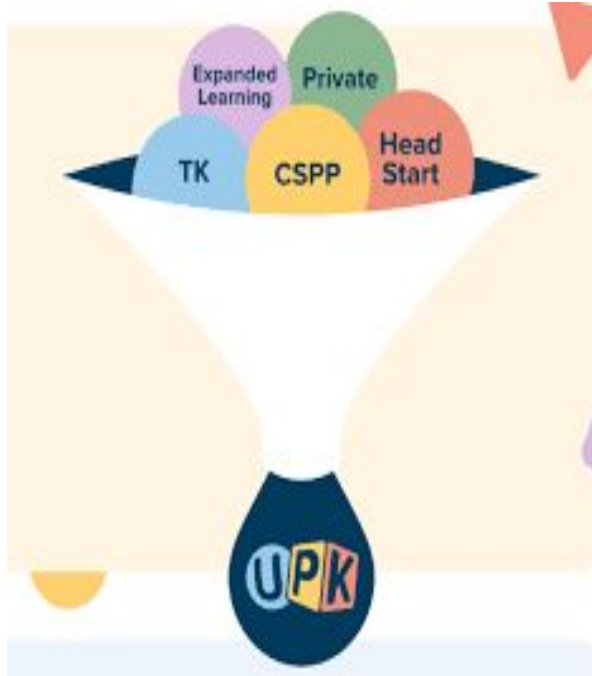 Expanded
Learning
Private
TK
CSPP
Head
Start
UPK